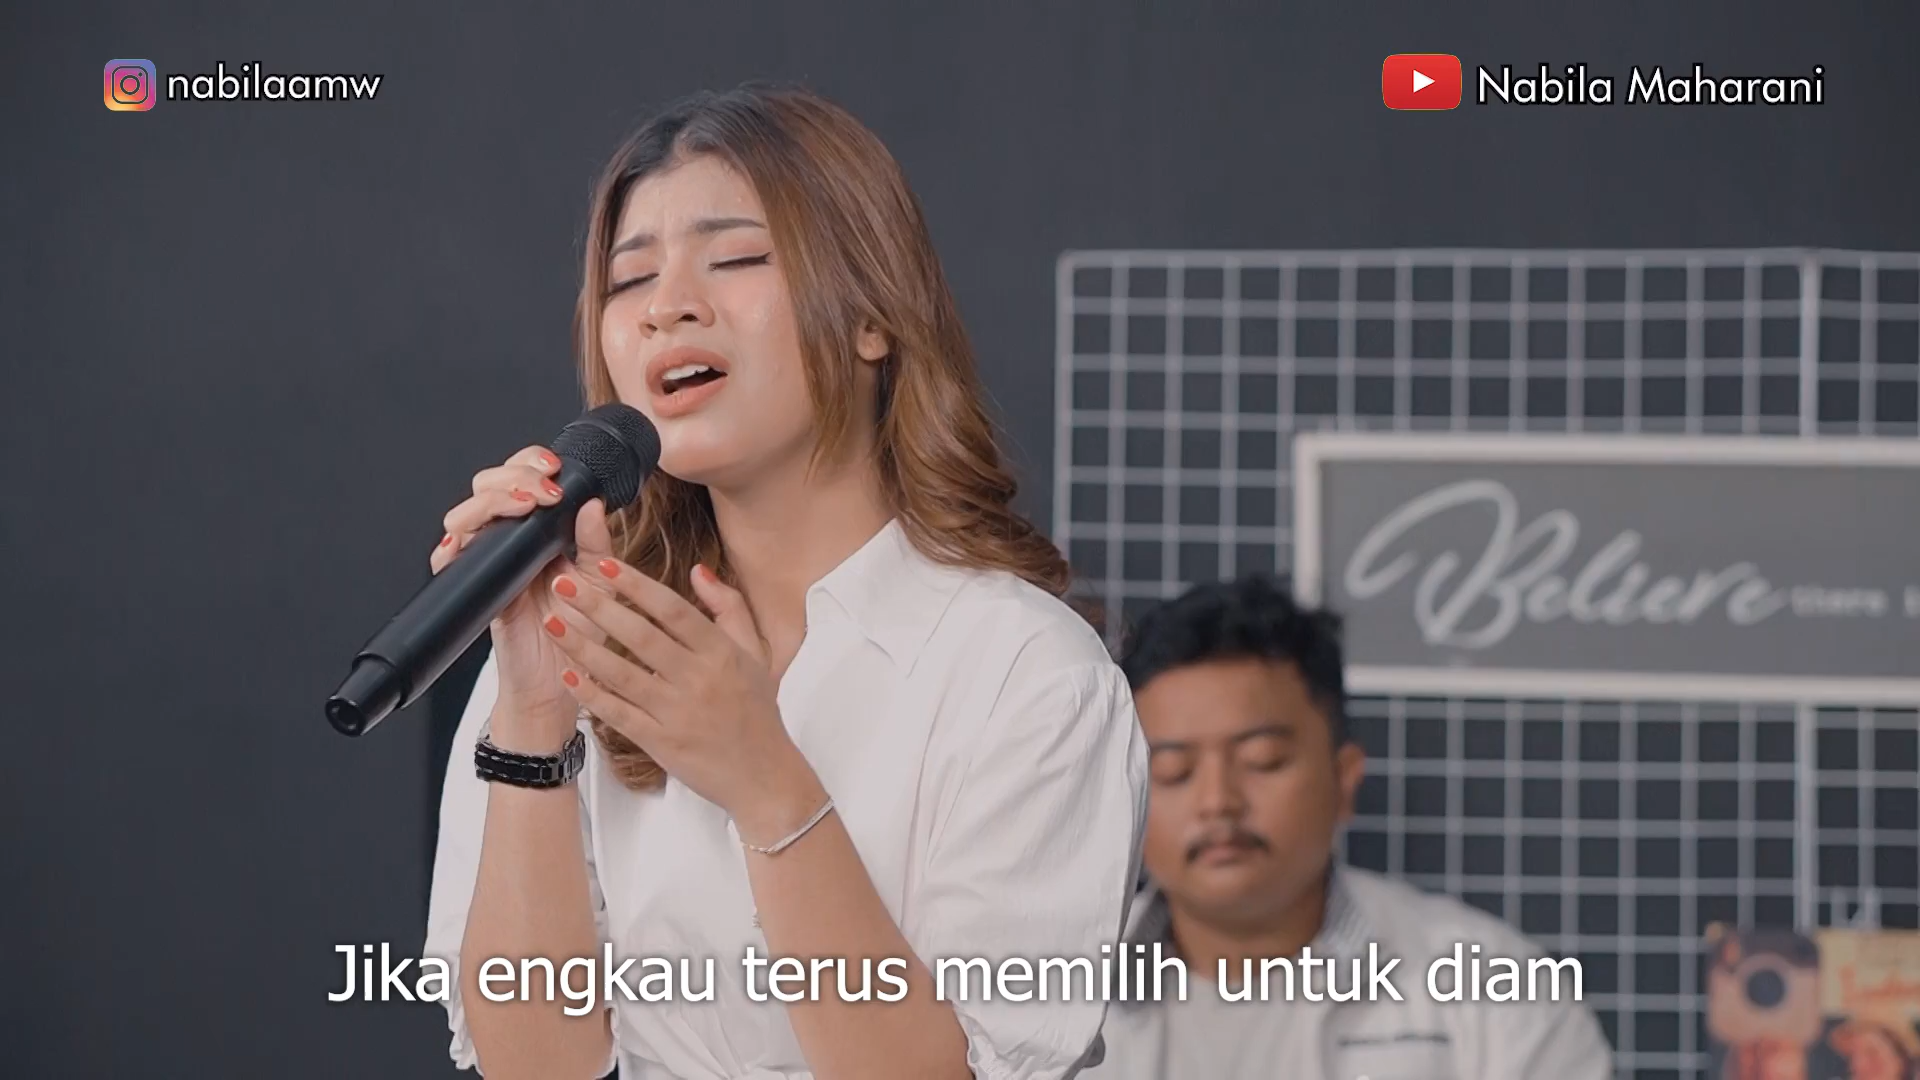 nabilaamw
Nabila Maharani
Believe
Jika engkau terus memilih untuk diam